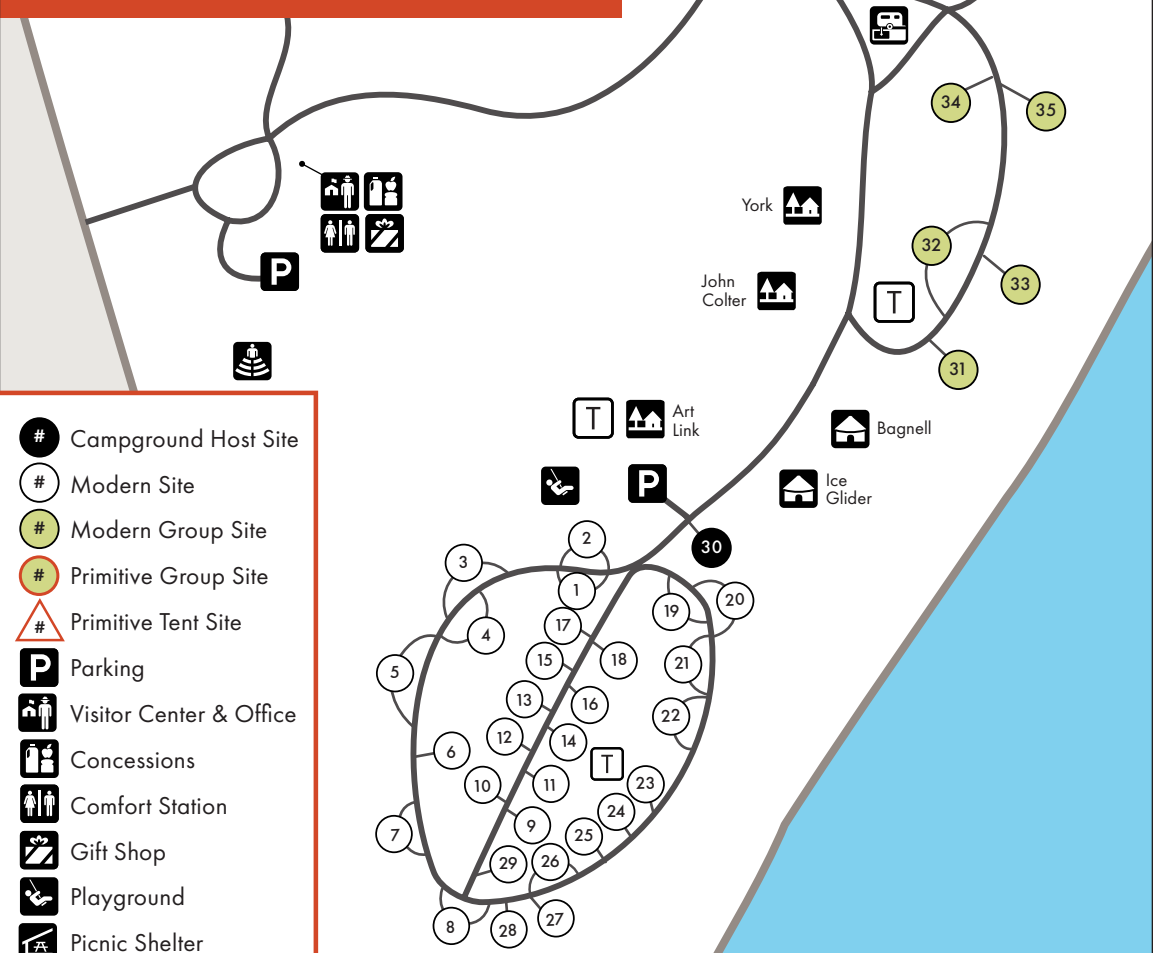 34
35
York
32
John
Colter
T
33
P
31
T
Art
Link
Bagnell
P
Ice
Glider
30
# Campground Host Site
# Modern Site
# Modern Group Site
# Primitive Group Site
# Primitive Tent Site
P Parking
Visitor Center & Office
Concessions
Comfort Station
Gift Shop
Playground
Picnic Shelter
2
3
1
20
19
17
4
15
18
21
5
13
16
22
12
14
6
T
10
11
23
24
9
7
25
29
26
8
28
27